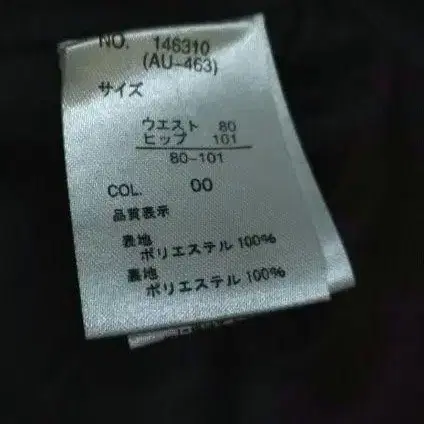 NO. 146310
(AU-463)
サイズ
ウエスト 80
ヒップ 101
80-101
COL. 00
品質表示
表地
ポリエステル 100%
裏地
ポリエステル 100%